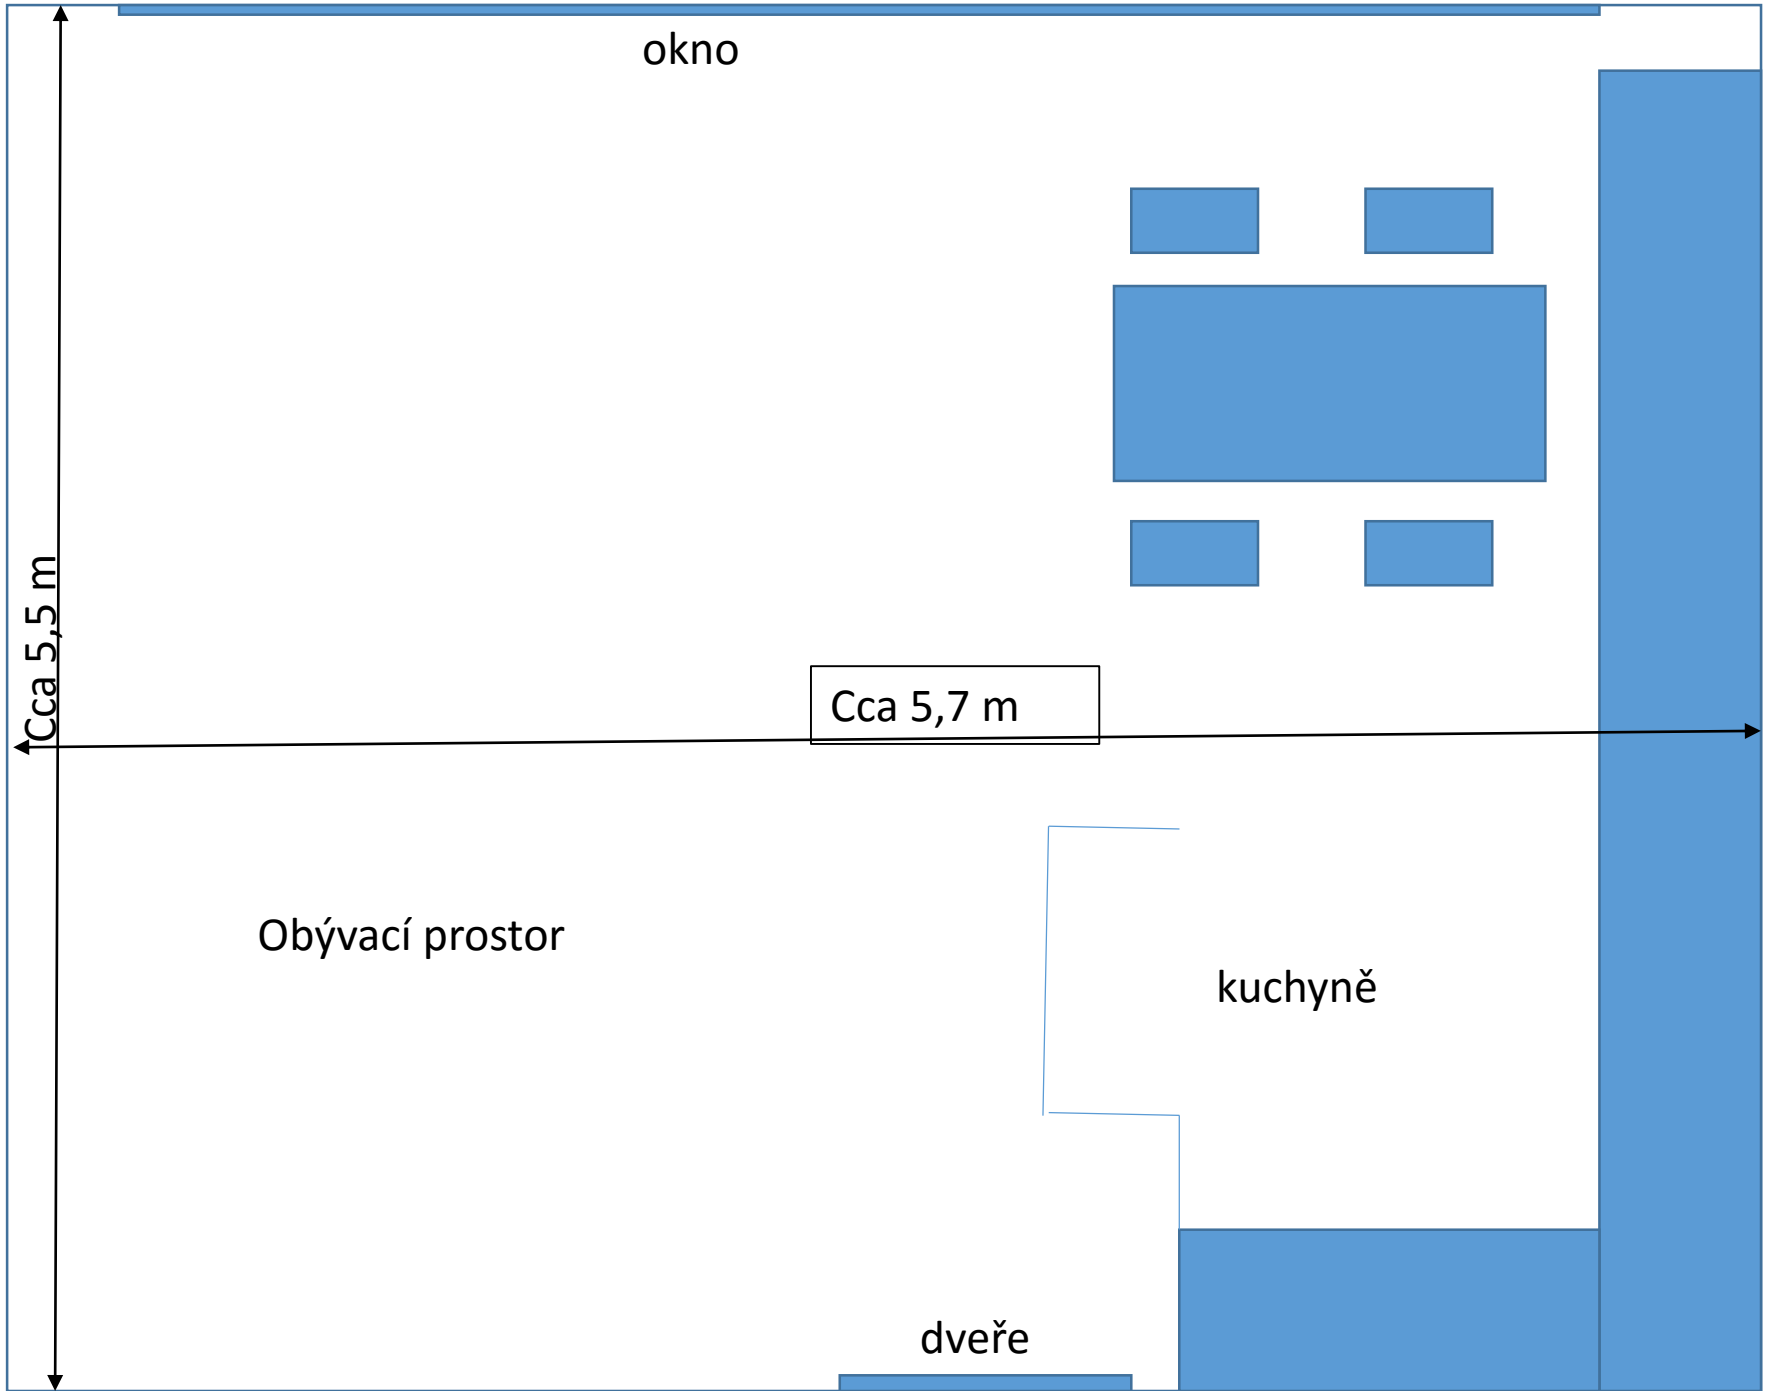 okno
Cca 5,5 m
Cca 5,7 m
Obývací prostor
kuchyně
dveře